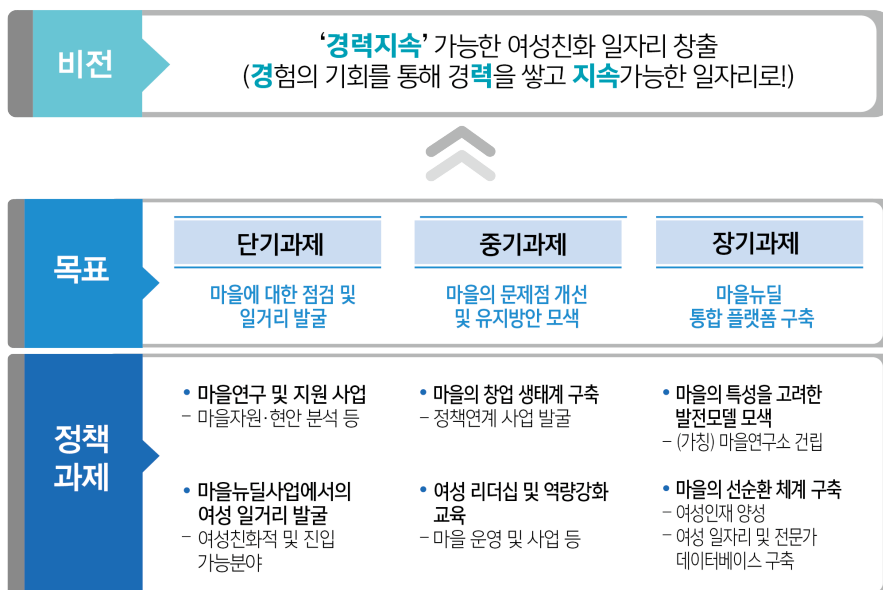 비전
‘경력지속’ 가능한 여성친화 일자리 창출
(경험의 기회를 통해 경력을 쌓고 지속가능한 일자리로!)
목표
단기과제
마을에 대한 점검 및
일거리 발굴
중기과제
마을의 문제점 개선
및 유지방안 모색
장기과제
마을뉴딜
통합 플랫폼 구축
정책
과제
• 마을연구 및 지원 사업
– 마을자원·현안 분석 등
• 마을뉴딜사업에서의
여성 일거리 발굴
– 여성친화적 및 진입
가능분야
• 마을의 창업 생태계 구축
– 정책연계 사업 발굴
• 여성 리더십 및 역량강화
교육
– 마을 운영 및 사업 등
• 마을의 특성을 고려한
발전모델 모색
– (가칭) 마을연구소 건립
• 마을의 선순환 체계 구축
– 여성인재 양성
– 여성 일자리 및 전문가
데이터베이스 구축